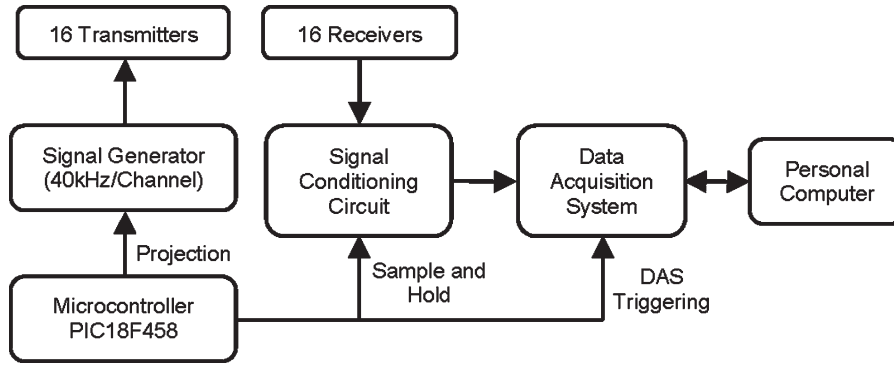 16 Transmitters
16 Receivers
Signal Generator
(40kHz/Channel)
Signal
Conditioning
Circuit
Data
Acquisition
System
Personal
Computer
Projection
Sample and
Hold
DAS
Triggering
Microcontroller
PIC18F458